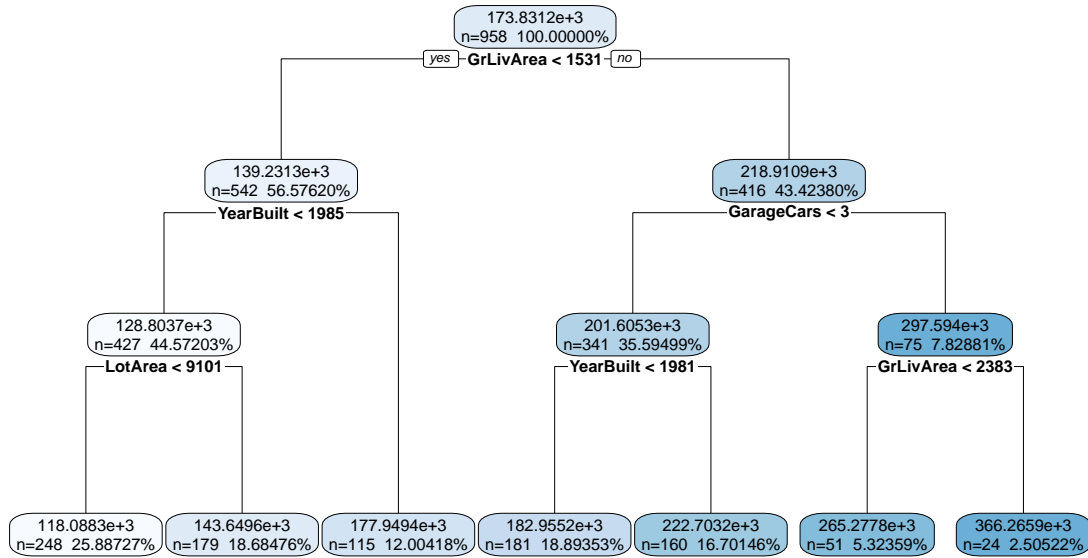 173.8312e+3
n=958 100.00000%
yes GrLivArea < 1531 no
139.2313e+3
n=542 56.57620%
YearBuilt < 1985
218.9109e+3
n=416 43.42380%
GarageCars < 3
128.8037e+3
n=427 44.57203%
LotArea < 9101
201.6053e+3
n=341 35.59499%
YearBuilt < 1981
297.594e+3
n=75 7.82881%
GrLivArea < 2383
118.0883e+3
n=248 25.88727%
143.6496e+3
n=179 18.68476%
177.9494e+3
n=115 12.00418%
182.9552e+3
n=181 18.89353%
222.7032e+3
n=160 16.70146%
265.2778e+3
n=51 5.32359%
366.2659e+3
n=24 2.50522%